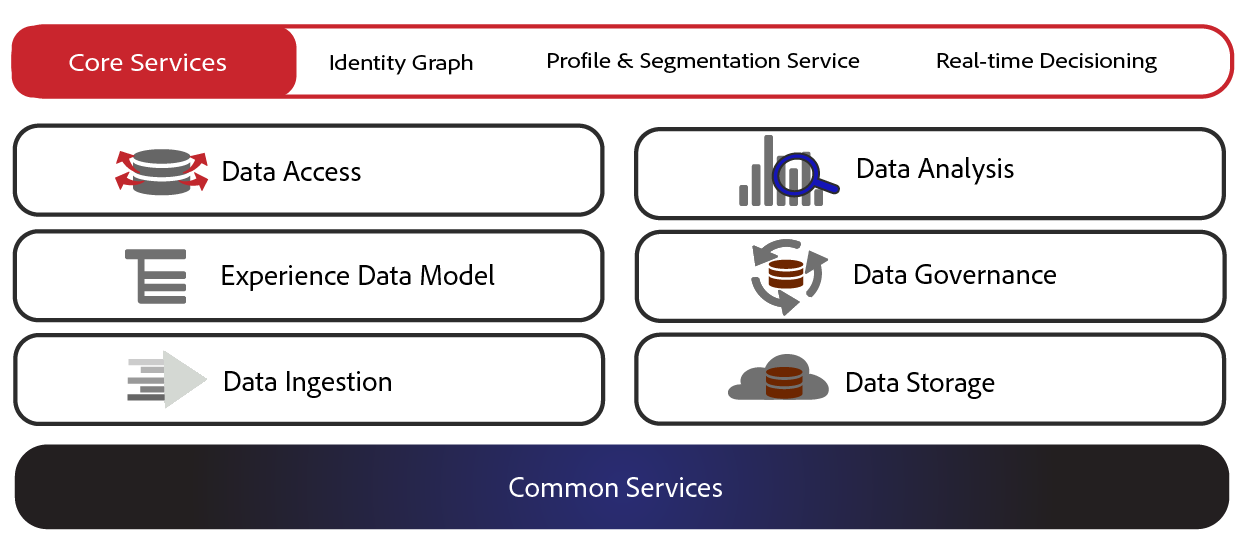 Core Services
Identity Graph
Profile & Segmentation Service
Real-time Decisioning
Data Access
Data Analysis
Experience Data Model
Data Governance
Data Ingestion
Data Storage
Common Services